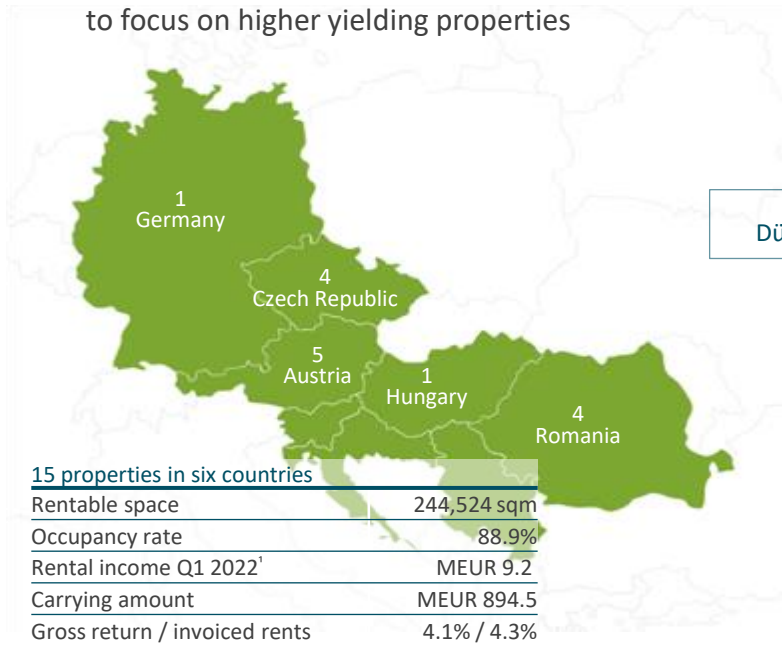 to focus on higher yielding properties
1
Germany
Dü
4
Czech Republic
5
Austria
1
Hungary
4
Romania
15 properties in six countries
Rentable space 244,524 sqm
Occupancy rate 88.9%
Rental income Q1 2022¹ MEUR 9.2
Carrying amount MEUR 894.5
Gross return / invoiced rents 4.1% / 4.3%